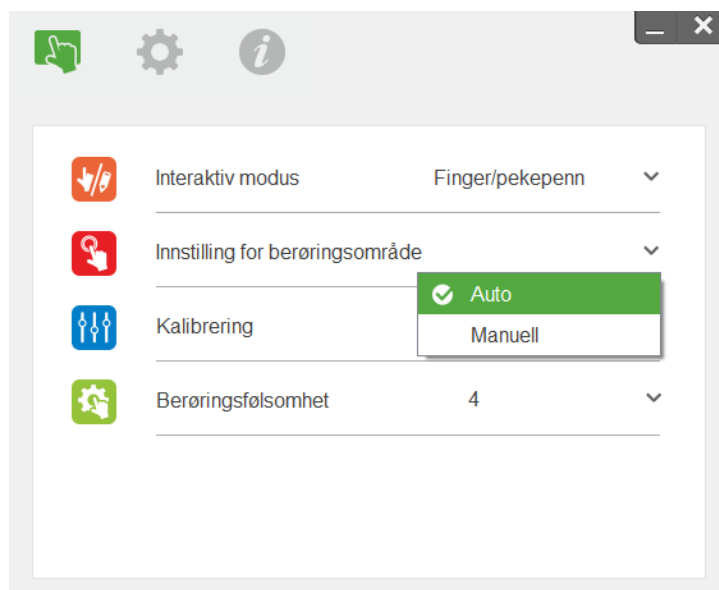 Interaktiv modus Finger/pekepenn
Innstilling for berøringsområde
Auto
Kalibrering
Manuell
Berøringsfølsomhet 4